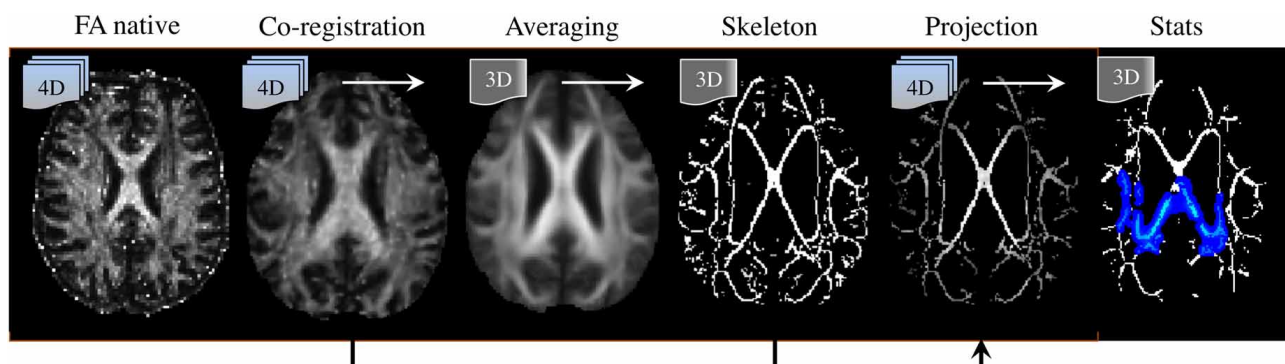 FA native Co-registration Averaging Skeleton Projection Stats
4D 4D 3D 3D 4D 3D